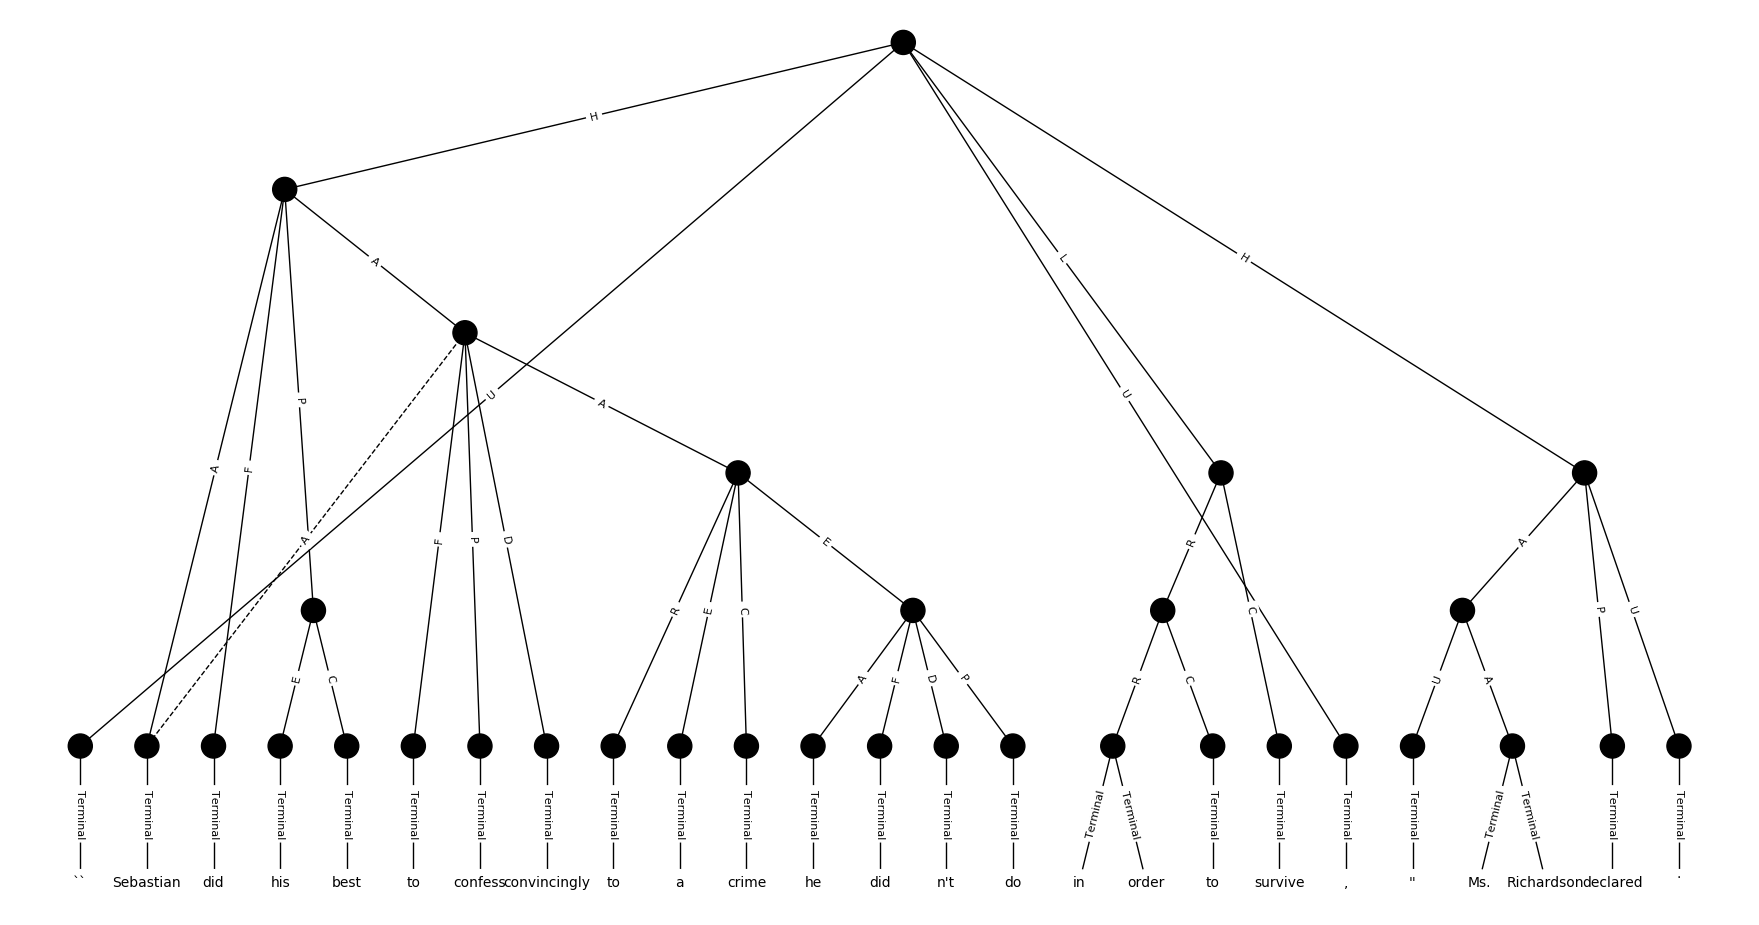 H
A
L
H
U
A
U
P
A
A
F
A
F
P
D
E
R
A
R
E
C
C
P
U
E
C
A
F
D
P
R
C
U
A
Terminal Terminal Terminal Terminal Terminal Terminal Terminal Terminal Terminal Terminal Terminal Terminal Terminal Terminal Terminal Terminal Terminal Terminal Terminal Terminal Terminal Terminal Terminal Terminal Terminal
`` Sebastian did his best to confess convincingly to a crime he did n't do in order to survive , " Ms. Richardson declared .